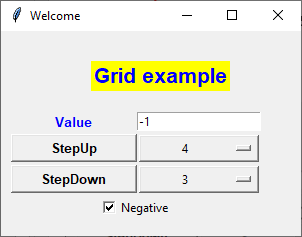 Welcome
Grid example
Value -1
StepUp 4
StepDown 3
Negative